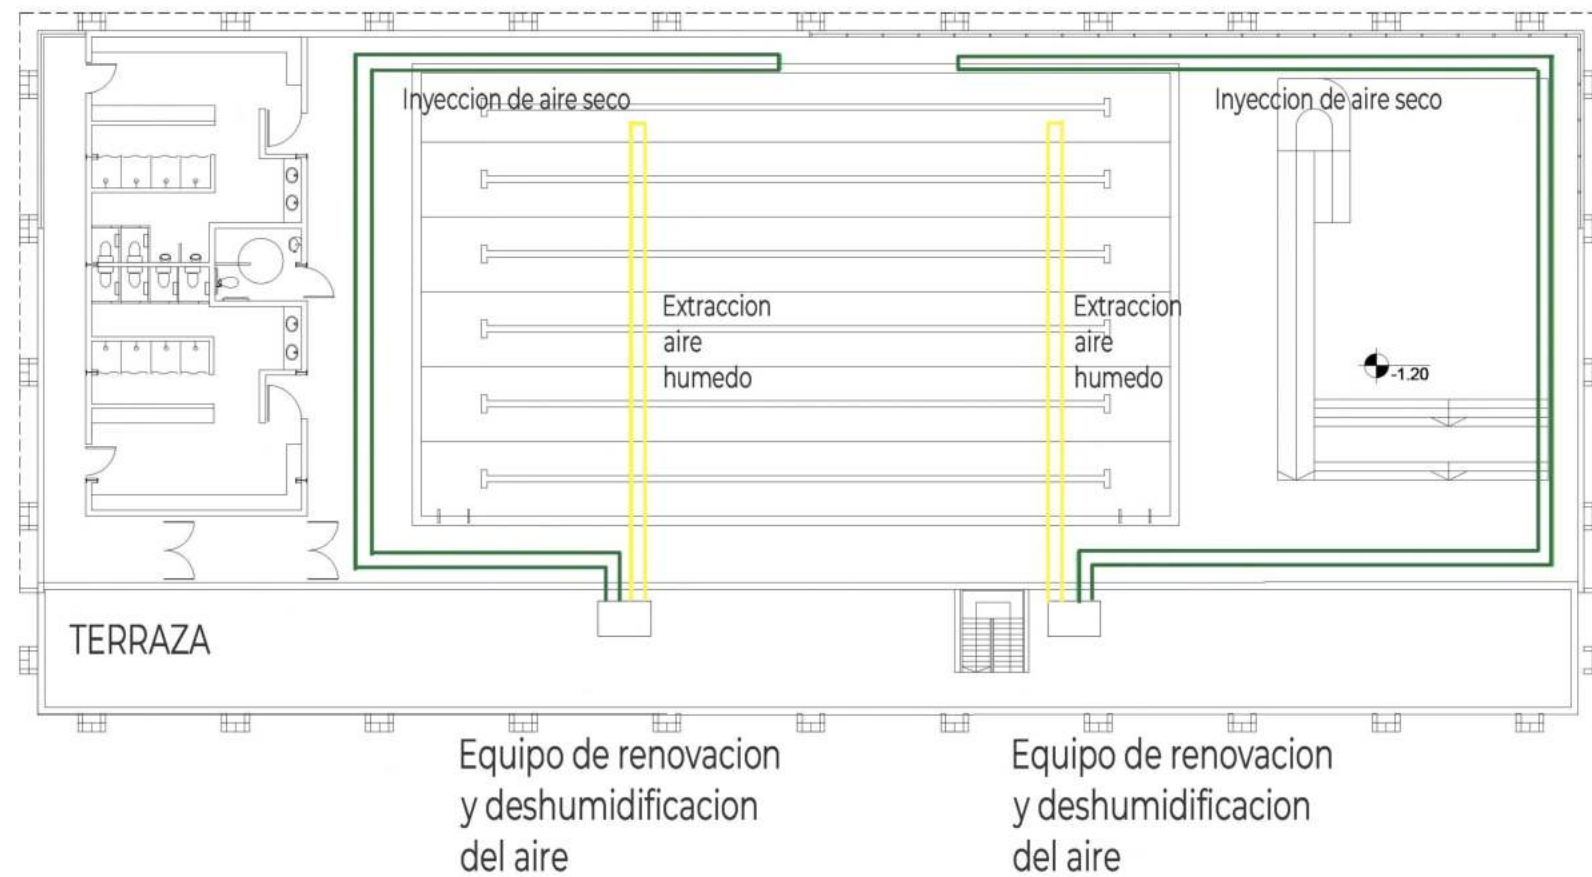 Inyeccion de aire seco
Inyeccion de aire seco
Extraccion
aire
humedo
Extraccion
aire
humedo
-1.20
TERRAZA
Equipo de renovacion
y deshumidificacion
del aire
Equipo de renovacion
y deshumidificacion
del aire